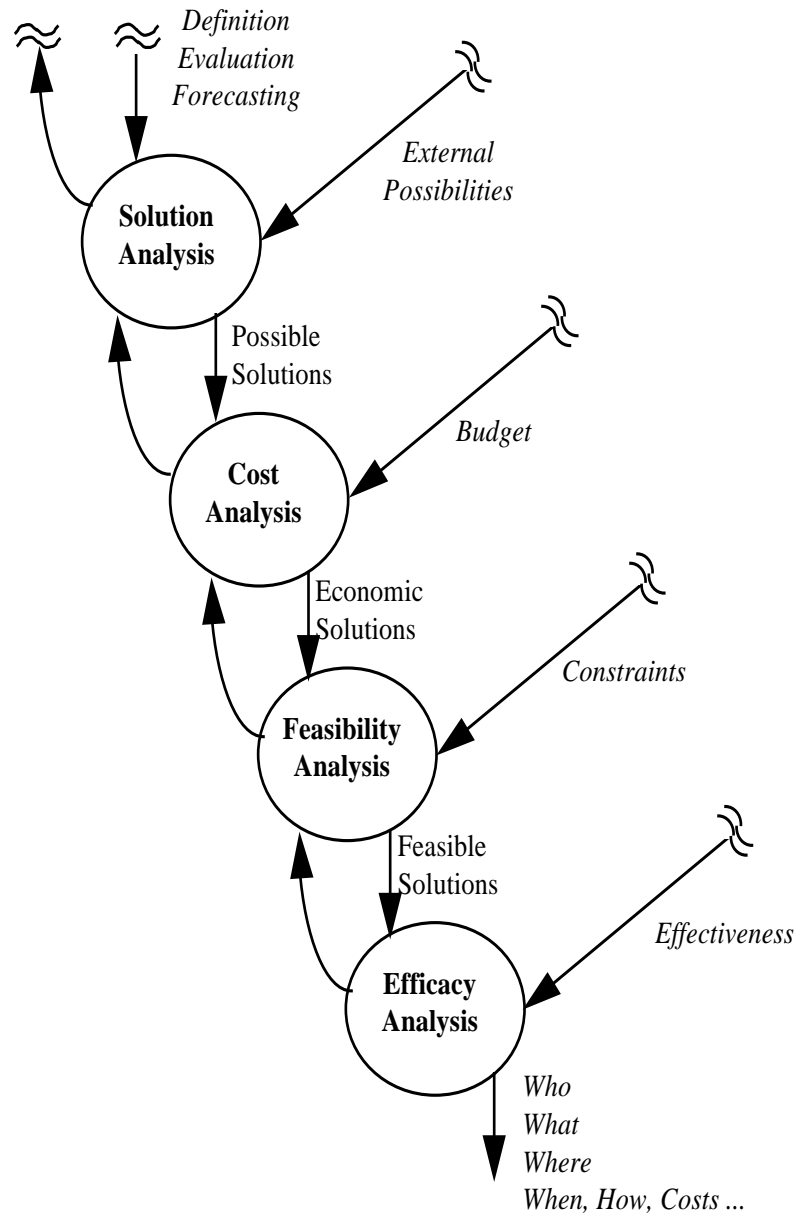 Definition
Evaluation
Forecasting
External
Possibilities
Solution
Analysis
Possible
Solutions
Budget
Cost
Analysis
Economic
Solutions
Constraints
Feasibility
Analysis
Feasible
Solutions
Effectiveness
Efficacy
Analysis
Who
What
Where
When, How, Costs ...